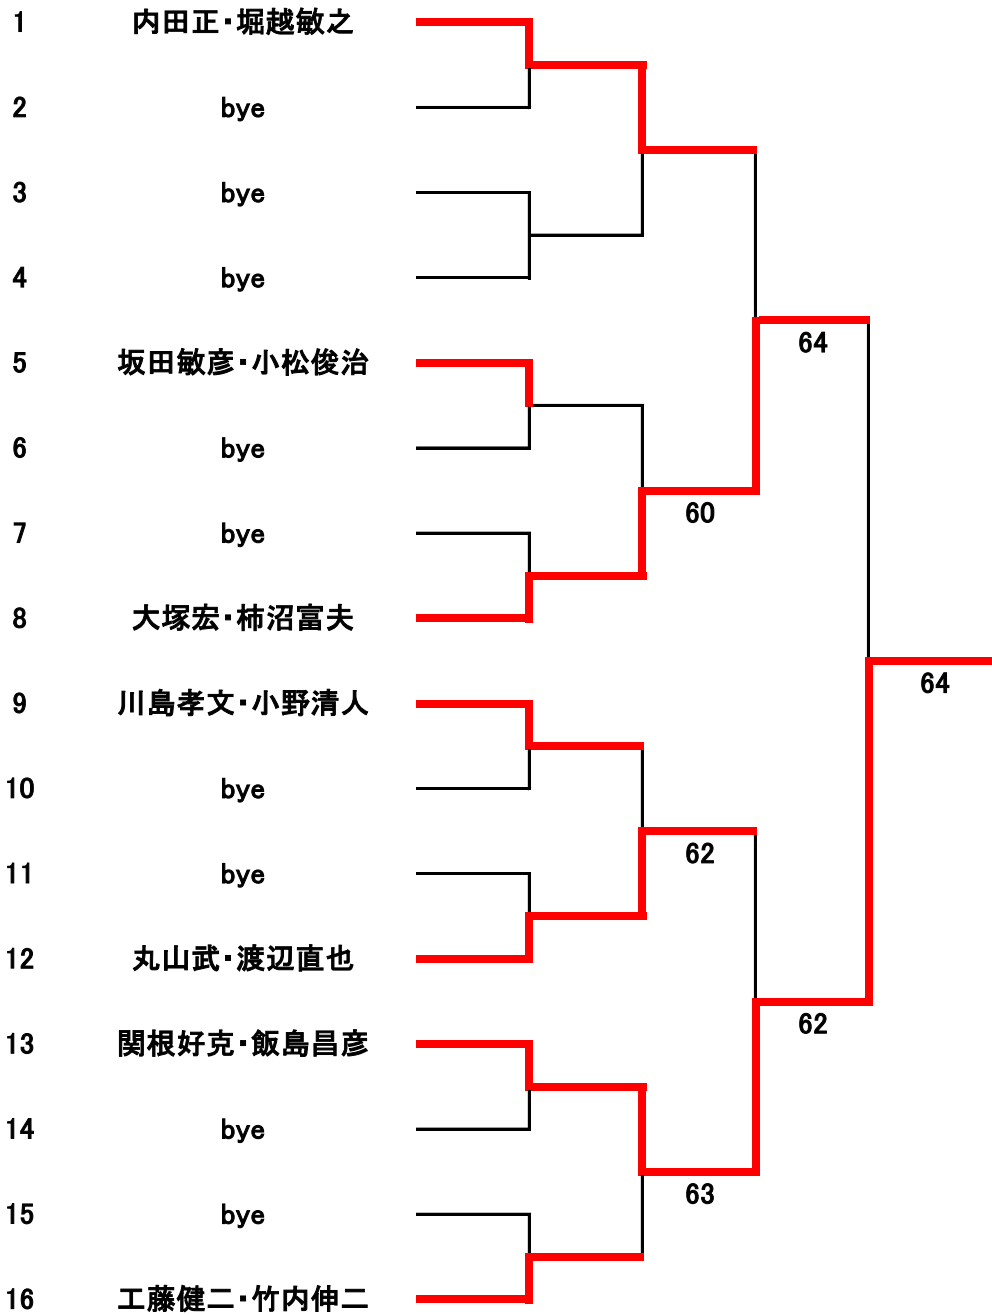 1 内田正・堀越敏之
2 bye
3 bye
4 bye
64
5 坂田敏彦・小松俊治
6 bye
60
7 bye
8 大塚宏・柿沼富夫
64
9 川島孝文・小野清人
10 bye
62
11 bye
12 丸山武・渡辺直也
62
13 関根好克・飯島昌彦
14 bye
63
15 bye
16 工藤健二・竹内伸二